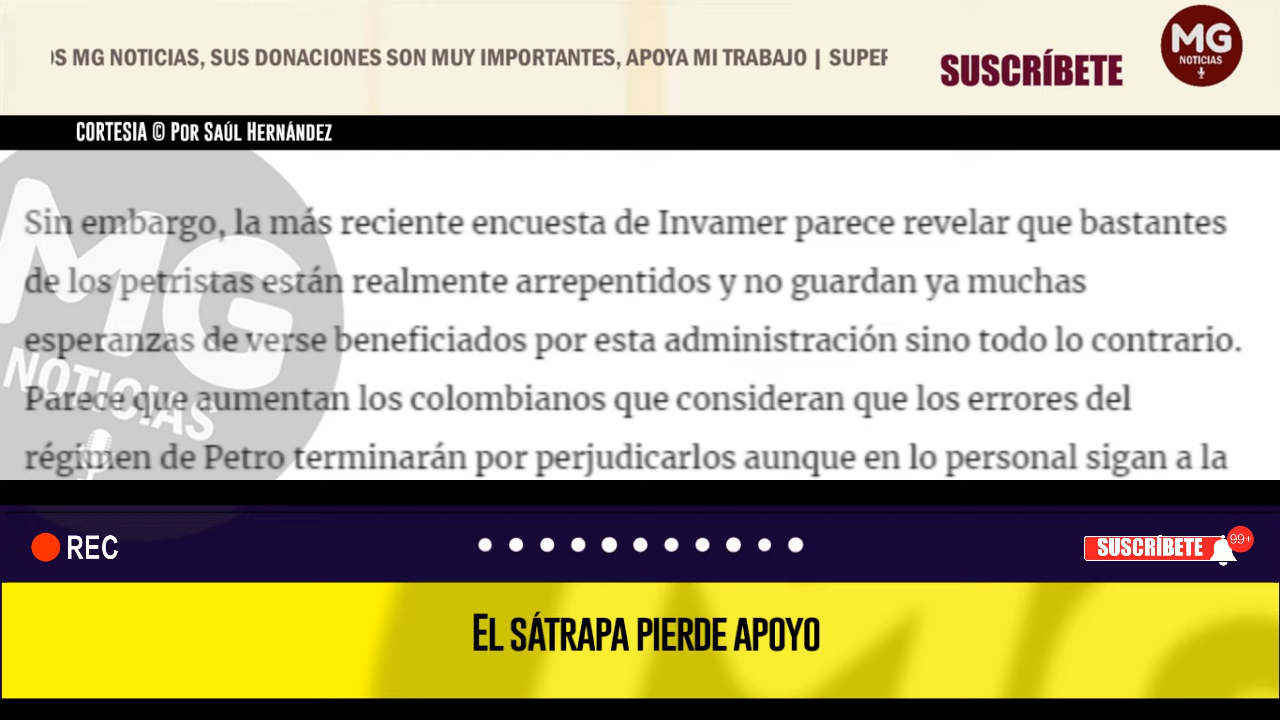 S MG NOTICIAS, SUS DONACIONES SON MUY IMPORTANTES, APOYA MI TRABAJO | SUPER
SUSCRÍBETE
MG
NOTICIAS
CORTESIA © POR SAÚL HERNÁNDEZ
Sin embargo, la más reciente encuesta de Invamer parece revelar que bastantes
de los petristas están realmente arrepentidos y no guardan ya muchas
esperanzas de verse beneficiados por esta administración sino todo lo contrario.
Parece que aumentan los colombianos que consideran que los errores del
régimen de Petro terminarán por perjudicarlos aunque en lo personal sigan a la
MG
NOTICIAS
REC
SUSCRÍBETE
99+
EL SÁTRAPA PIERDE APOYO